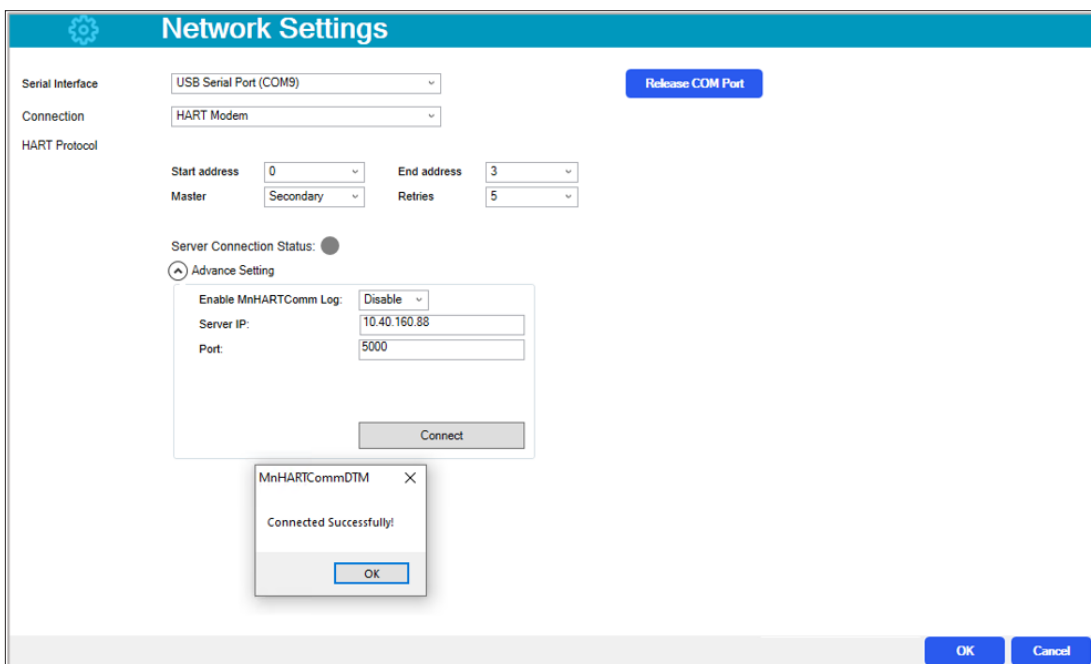 Network Settings
Serial Interface USB Serial Port (COM9) Release COM Port
Connection HART Modem
HART Protocol
Start address 0 End address 3
Master Secondary Retries 5
Server Connection Status:
Advance Setting
Enable MnHARTComm Log: Disable
Server IP: 10.40.160.88
Port: 5000
Connect
MnHARTCommDTM
Connected Successfully!
OK
OK Cancel